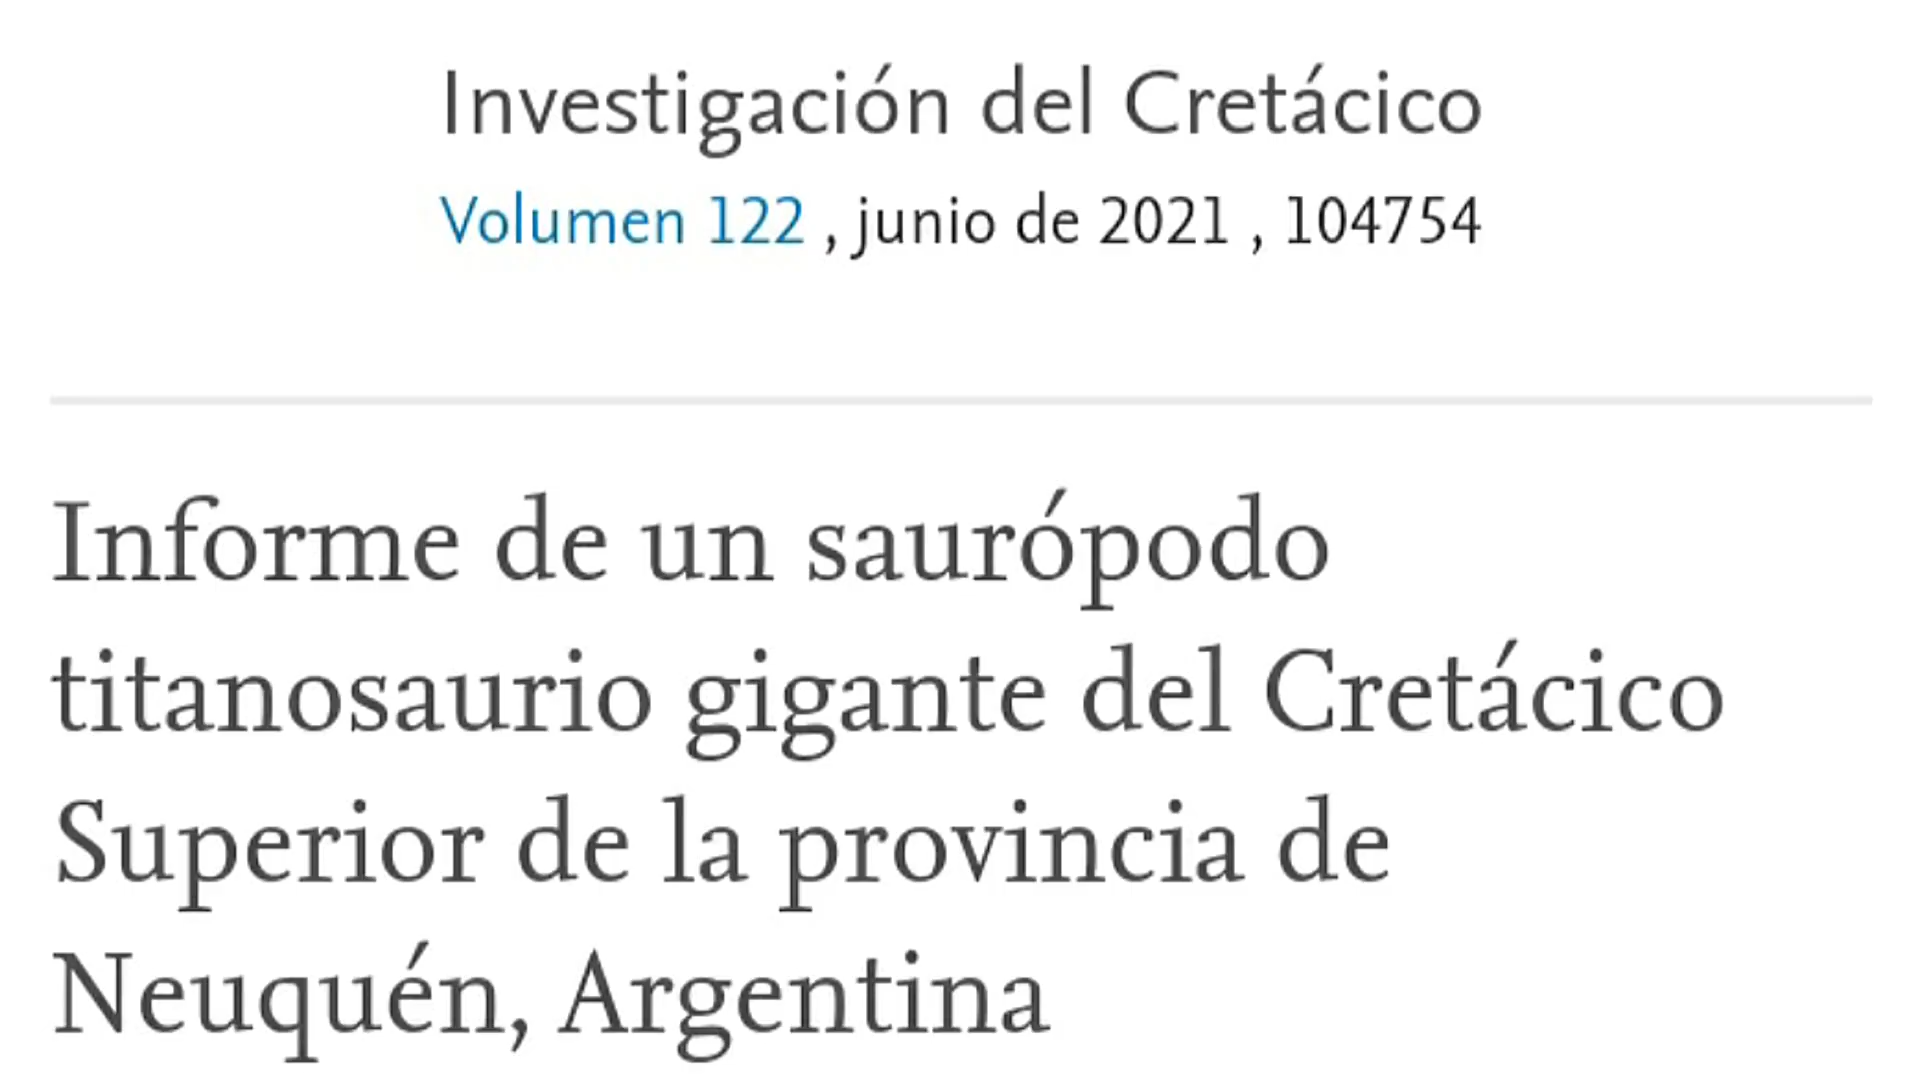 Investigación del Cretácico
Volumen 122 , junio de 2021 , 104754
Informe de un saurópodo
titanosaurio gigante del Cretácico
Superior de la provincia de
Neuquén, Argentina